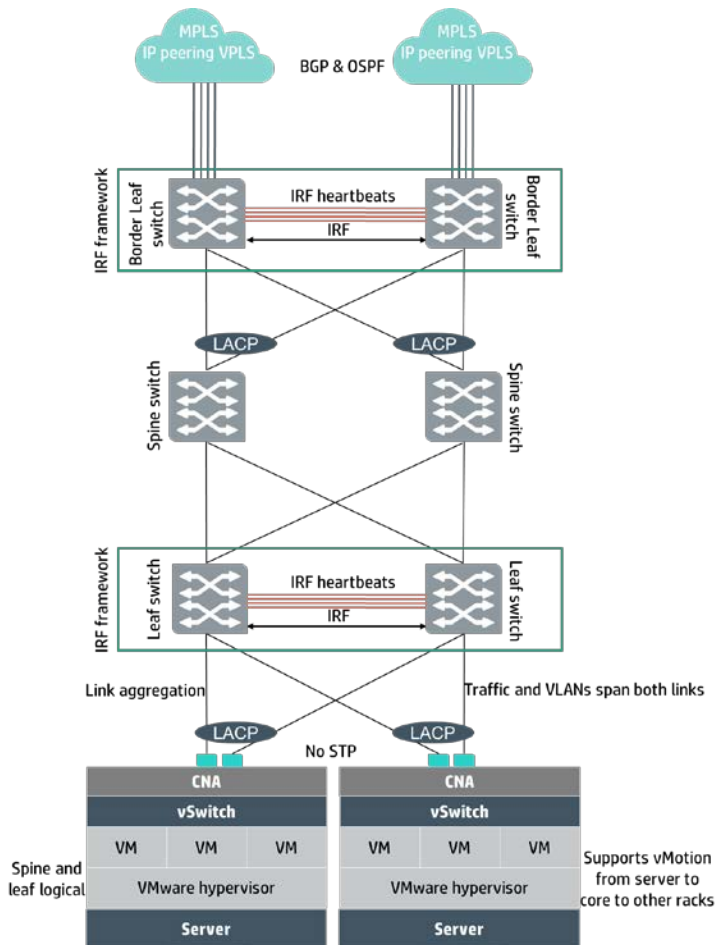 MPLS
IP peering VPLS
BGP & OSPF
MPLS
IP peering VPLS
IRF framework
Border Leaf
switch
IRF heartbeats
IRF
Border Leaf
switch
LACP
LACP
Spine switch
Spine switch
IRF framework
Leaf switch
IRF heartbeats
IRF
Leaf switch
Link aggregation
Traffic and VLANs span both links
LACP
LACP
No STP
CNA
CNA
vSwitch
vSwitch
VM VM VM
VM VM VM
Spine and
leaf logical
VMware hypervisor
VMware hypervisor
Supports vMotion
from server to
core to other racks
Server
Server